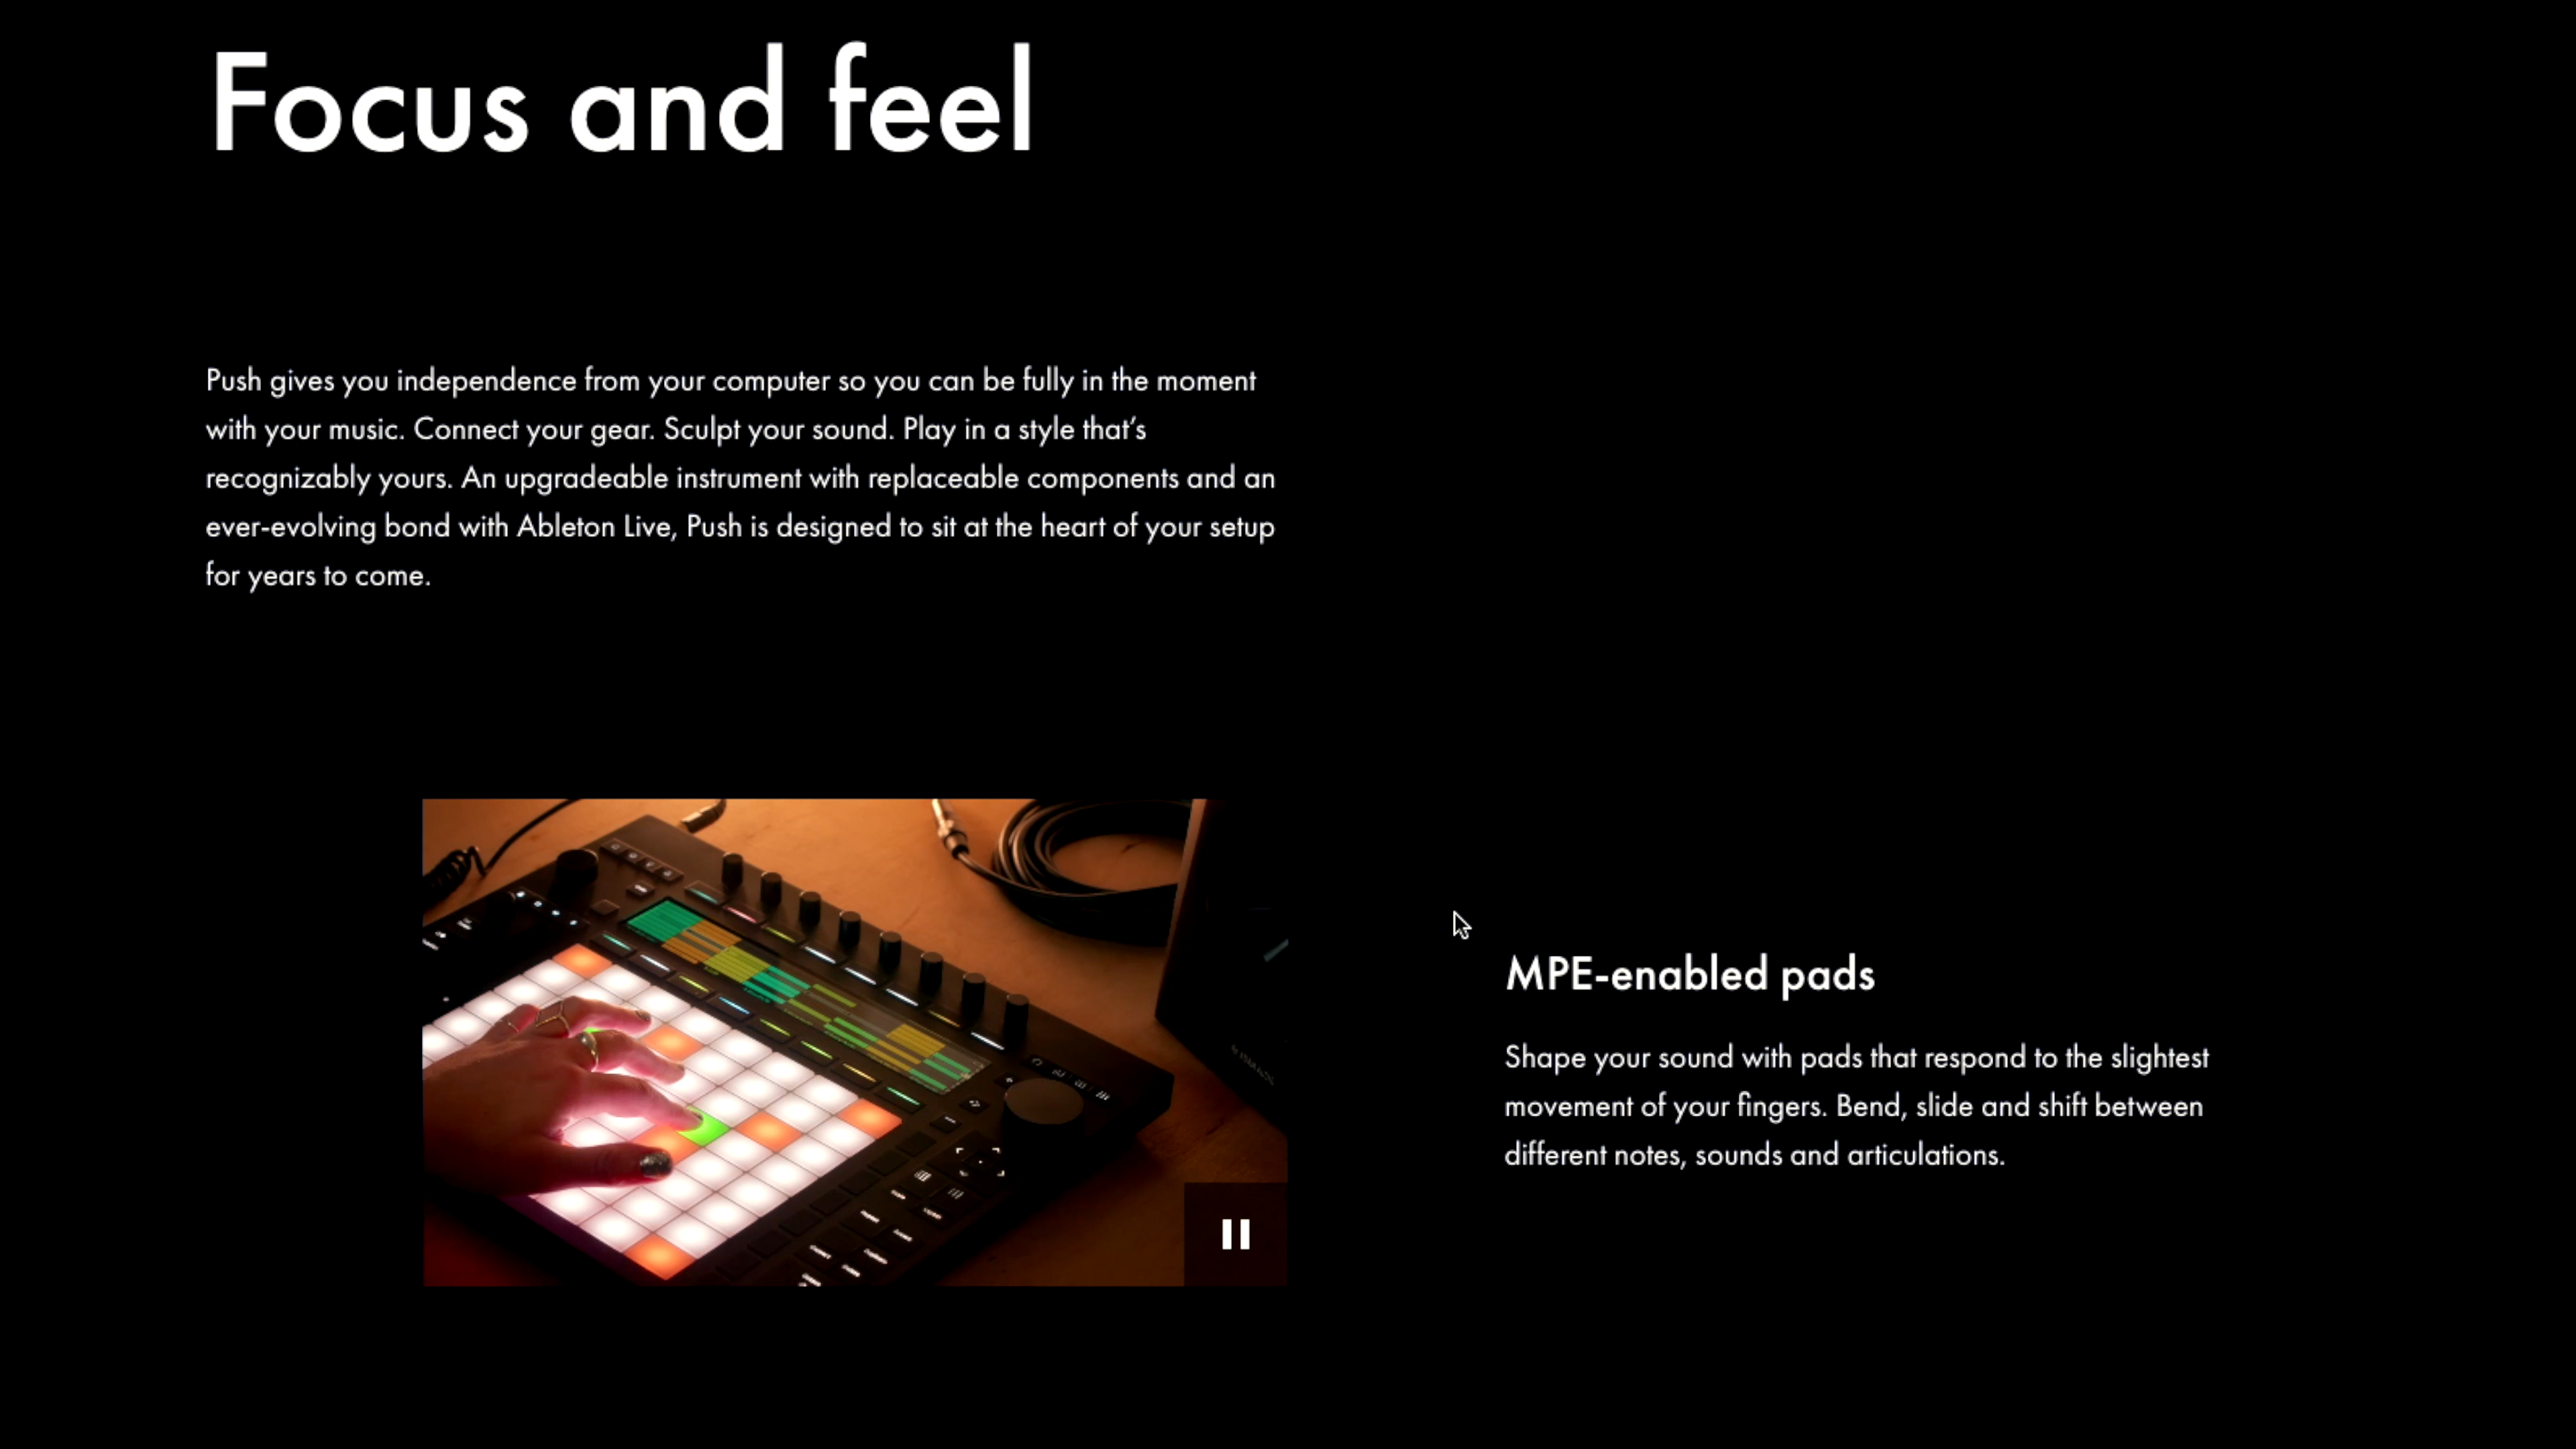 Focus and feel
Push gives you independence from your computer so you can be fully in the moment
with your music. Connect your gear. Sculpt your sound. Play in a style that’s
recognizably yours. An upgradeable instrument with replaceable components and an
ever-evolving bond with Ableton Live, Push is designed to sit at the heart of your setup
for years to come.
MPE-enabled pads
Shape your sound with pads that respond to the slightest
movement of your fingers. Bend, slide and shift between
different notes, sounds and articulations.